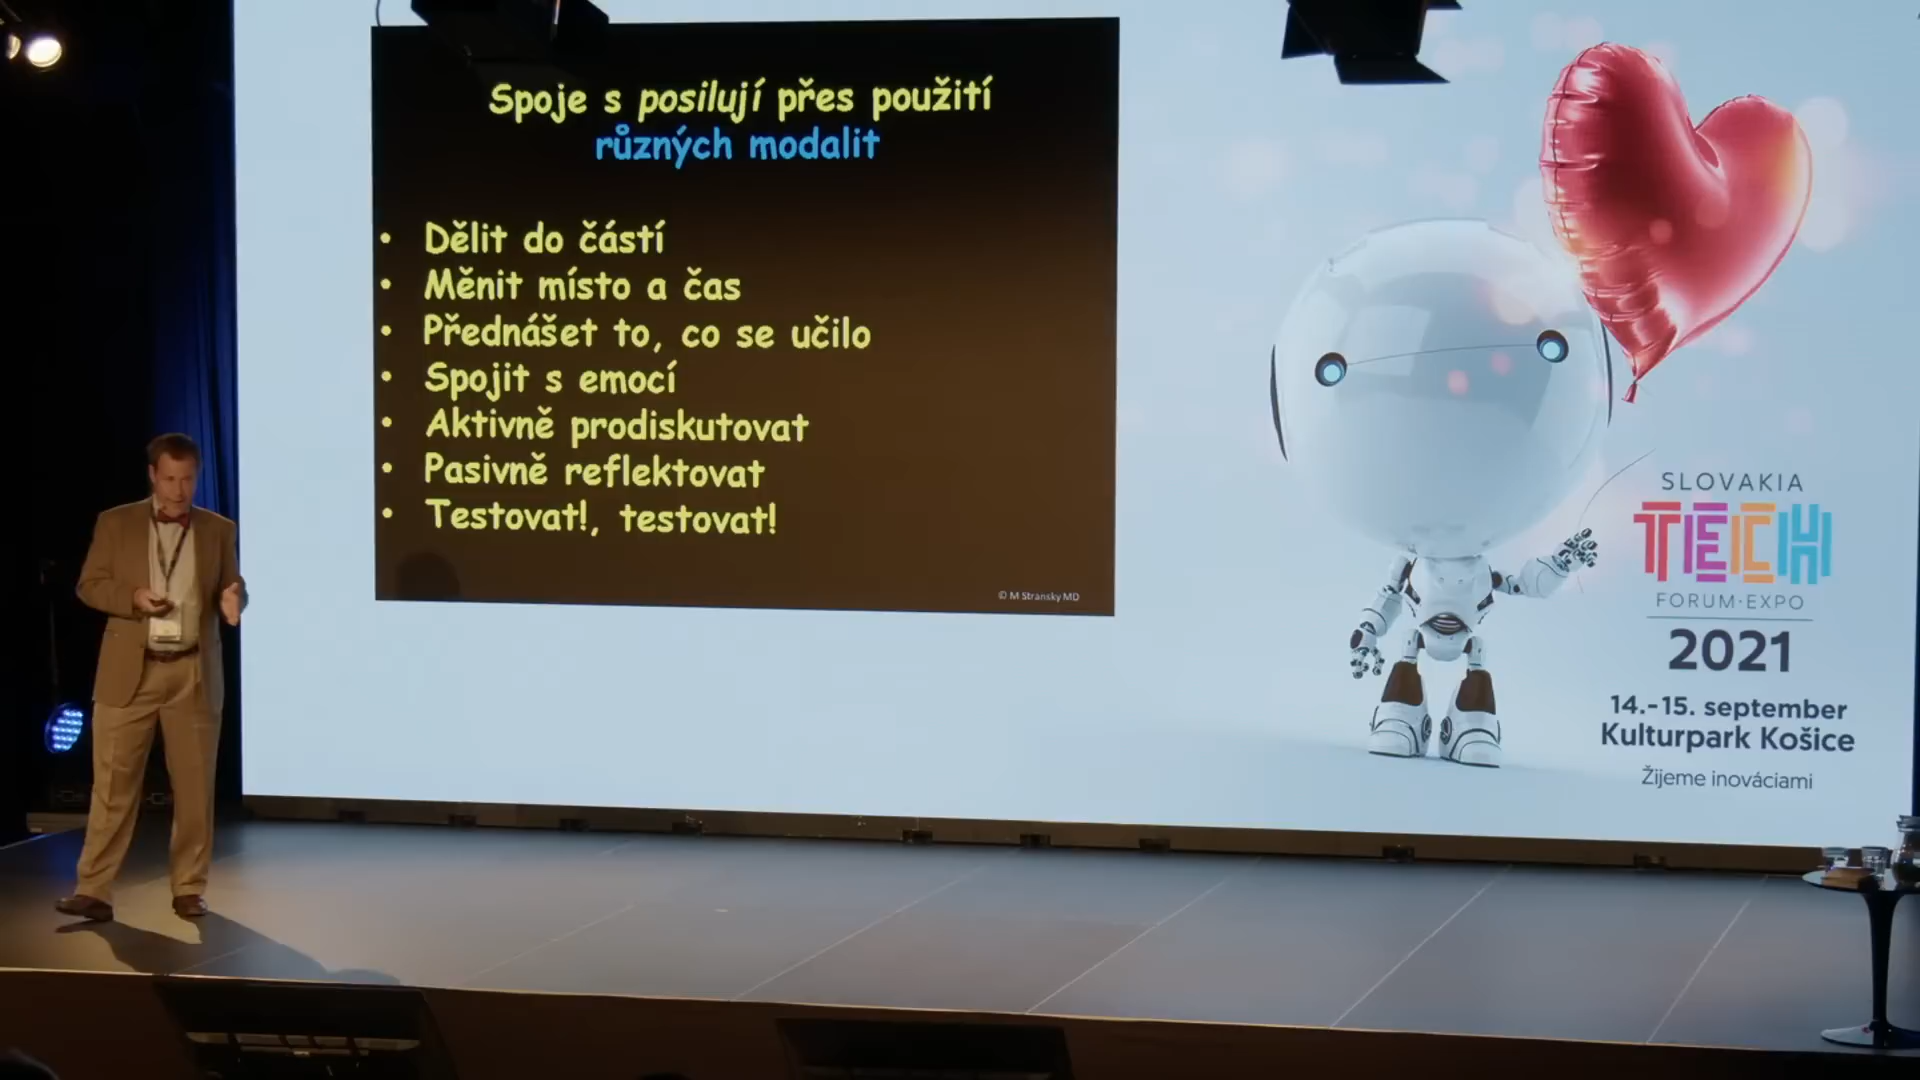 Spoje s posilují přes použití
různých modalit
• Dělit do částí
• Měnit místo a čas
• Přednášet to, co se učilo
• Spojit s emocí
• Aktivně prodiskutovat
• Pasivně reflektovat
• Testovat!, testovat!
© M Stransky MD
SLOVAKIA
TECH
FORUM·EXPO
2021
14.-15. september
Kulturpark Košice
Žijeme inováciami